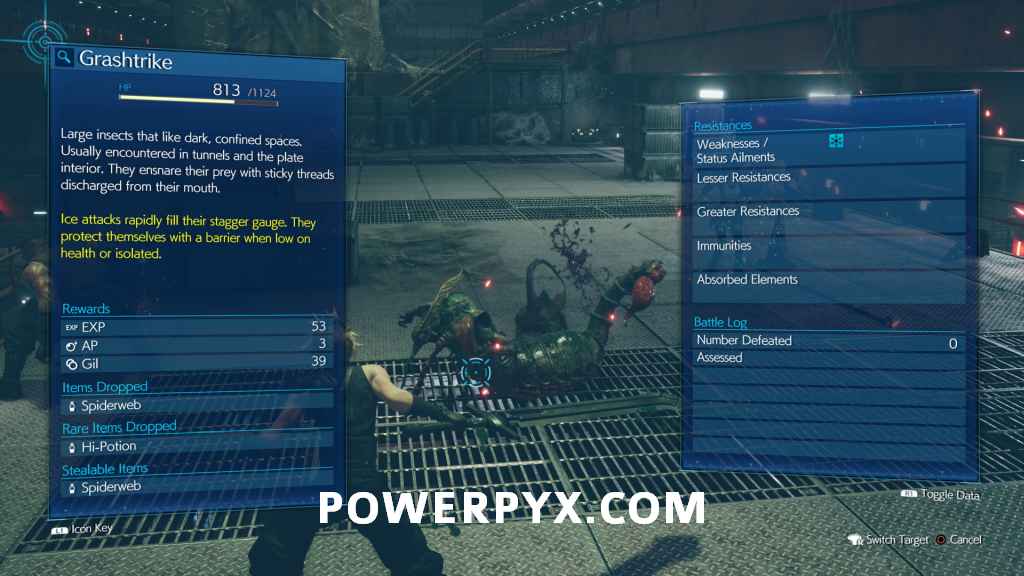 Grashtrike
HP 813 /1124
Large insects that like dark, confined spaces.
Usually encountered in tunnels and the plate
interior. They ensnare their prey with sticky threads
discharged from their mouth.
Ice attacks rapidly fill their stagger gauge. They
protect themselves with a barrier when low on
health or isolated.
Rewards
EXP EXP 53
AP 3
Gil 39
Items Dropped
Spiderweb
Rare Items Dropped
Hi-Potion
Stealable Items
Spiderweb
L1 Icon Key
Resistances
Weaknesses /
Status Ailments
Lesser Resistances
Greater Resistances
Immunities
Absorbed Elements
Battle Log
Number Defeated 0
Assessed
R1 Toggle Data
Switch Target Cancel
POWERPYX.COM